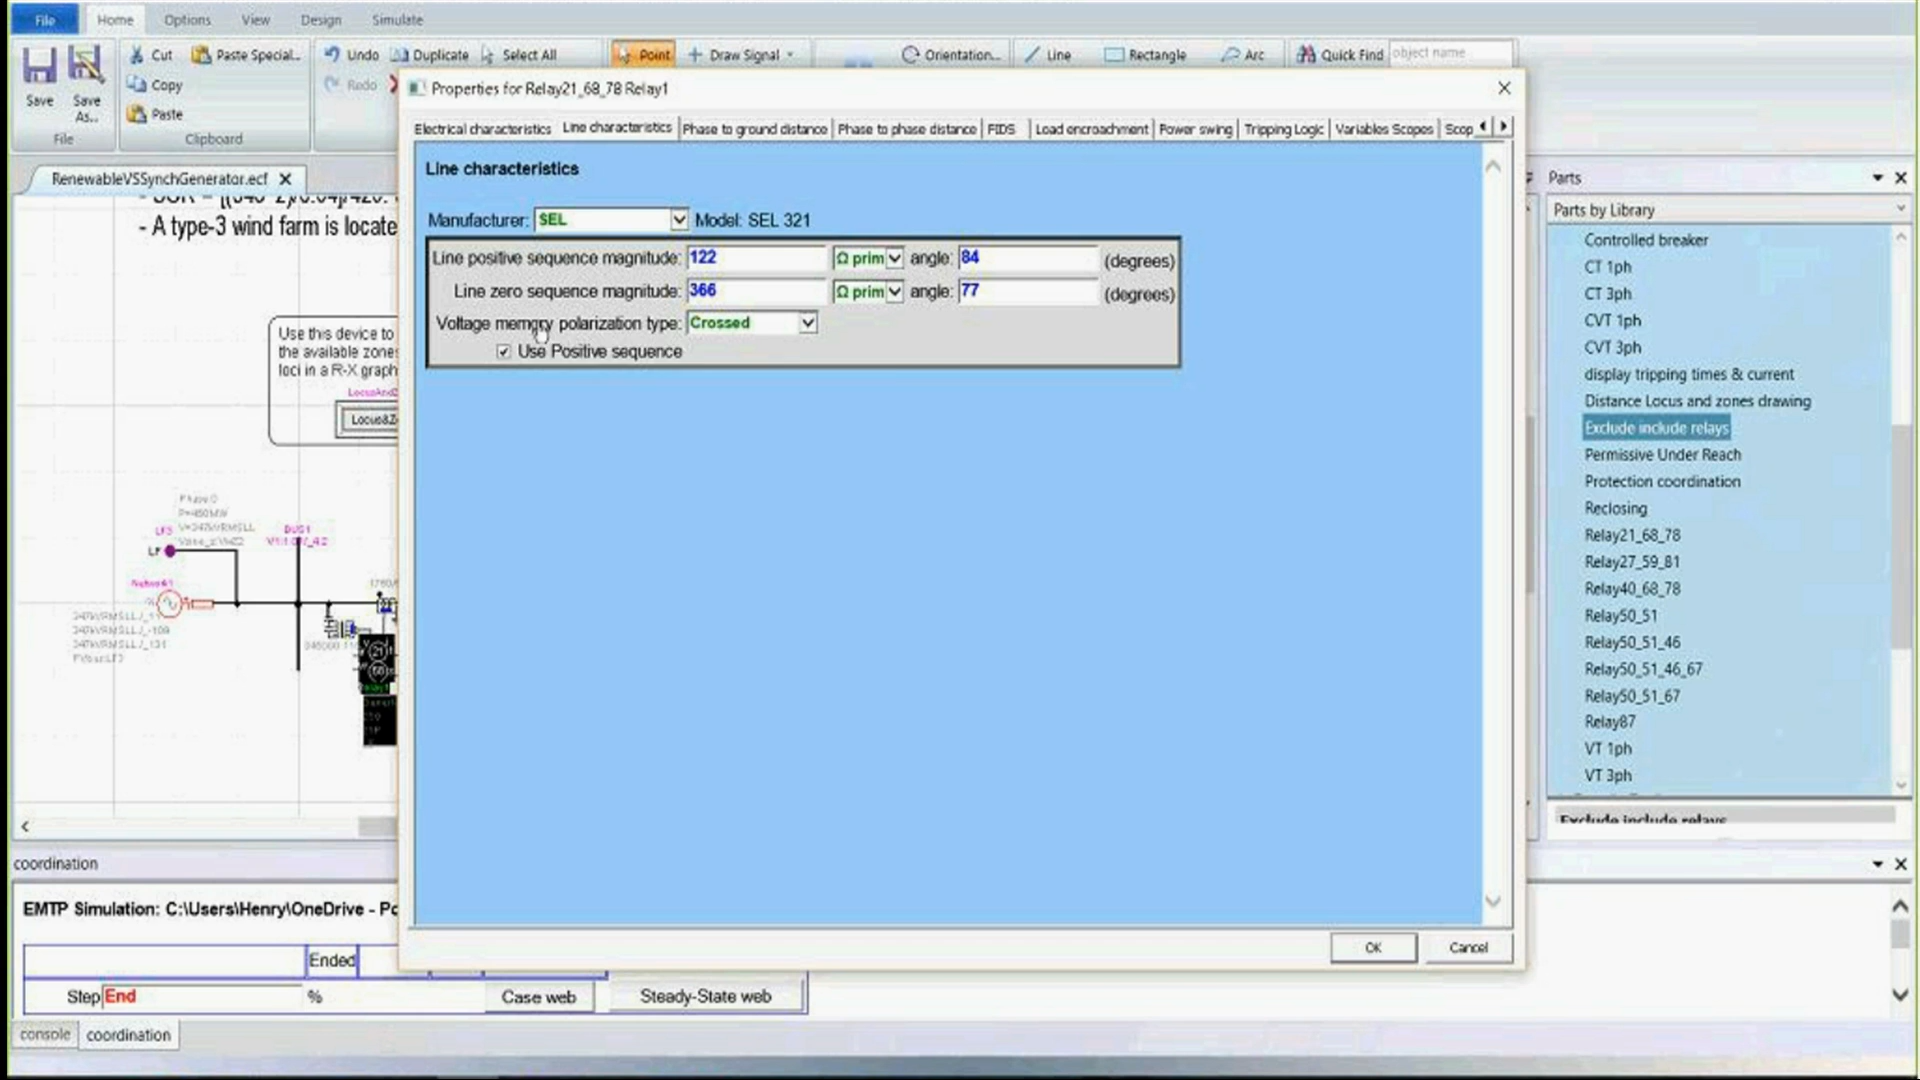 File Home Options View Design Simulate
Save
Save As...
Cut
Copy
Paste
Paste Special...
Undo
Redo
Duplicate
Select All
Point
Draw Signal
Orientation...
Line
Rectangle
Arc
Quick Find
object name
File
Clipboard
Properties for Relay21_68_78 Relay1
Electrical characteristics Line characteristics Phase to ground distance Phase to phase distance FIDS Load encroachment Power swing Tripping Logic Variables Scopes Scop
Line characteristics
Manufacturer: SEL Model: SEL 321
Line positive sequence magnitude: 122 Ω prim angle: 84 (degrees)
Line zero sequence magnitude: 366 Ω prim angle: 77 (degrees)
Voltage memory polarization type: Crossed
Use Positive sequence
OK Cancel
RenewableVSSynchGenerator.ecf
- A type-3 wind farm is locate
Use this device to
the available zones
loci in a R-X graph
LF
Parts
Parts by Library
Controlled breaker
CT 1ph
CT 3ph
CVT 1ph
CVT 3ph
display tripping times & current
Distance Locus and zones drawing
Exclude include relays
Permissive Under Reach
Protection coordination
Reclosing
Relay21_68_78
Relay27_59_81
Relay40_68_78
Relay50_51
Relay50_51_46
Relay50_51_46_67
Relay50_51_67
Relay87
VT 1ph
VT 3ph
Exclude include relays
coordination
EMTP Simulation: C:\Users\Henry\OneDrive - Po
Ended
Step End %
Case web Steady-State web
console coordination